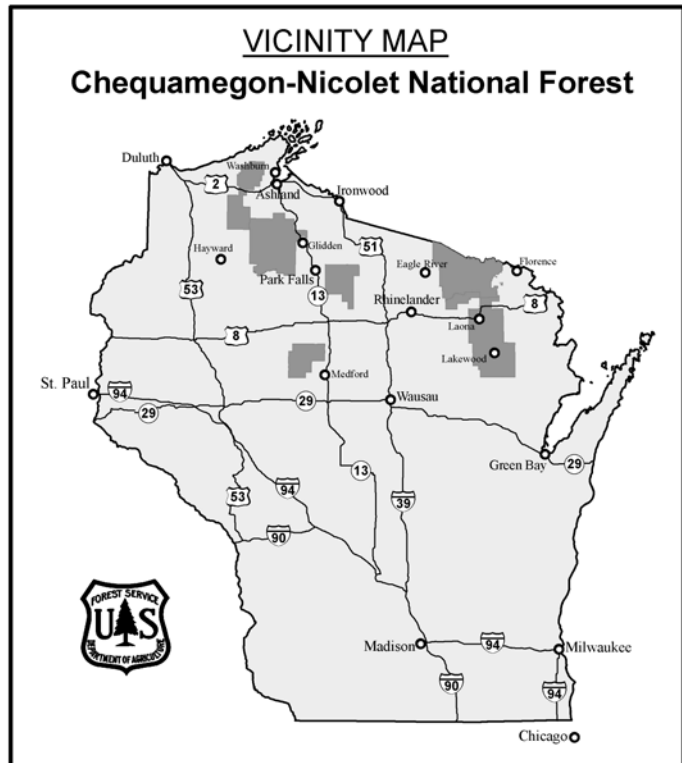 VICINITY MAP
Chequamegon-Nicolet National Forest
Duluth
Washburn
2
Ashland
Ironwood
51
Glidden
Hayward
Eagle River
Florence
Park Falls
53
13
Rhinelander
8
Laona
8
Lakewood
St. Paul
94
Medford
29
29
Wausau
Green Bay
29
13
94
53
39
90
FOREST SERVICE
U S
DEPARTMENT OF AGRICULTURE
Madison
94
Milwaukee
90
94
Chicago